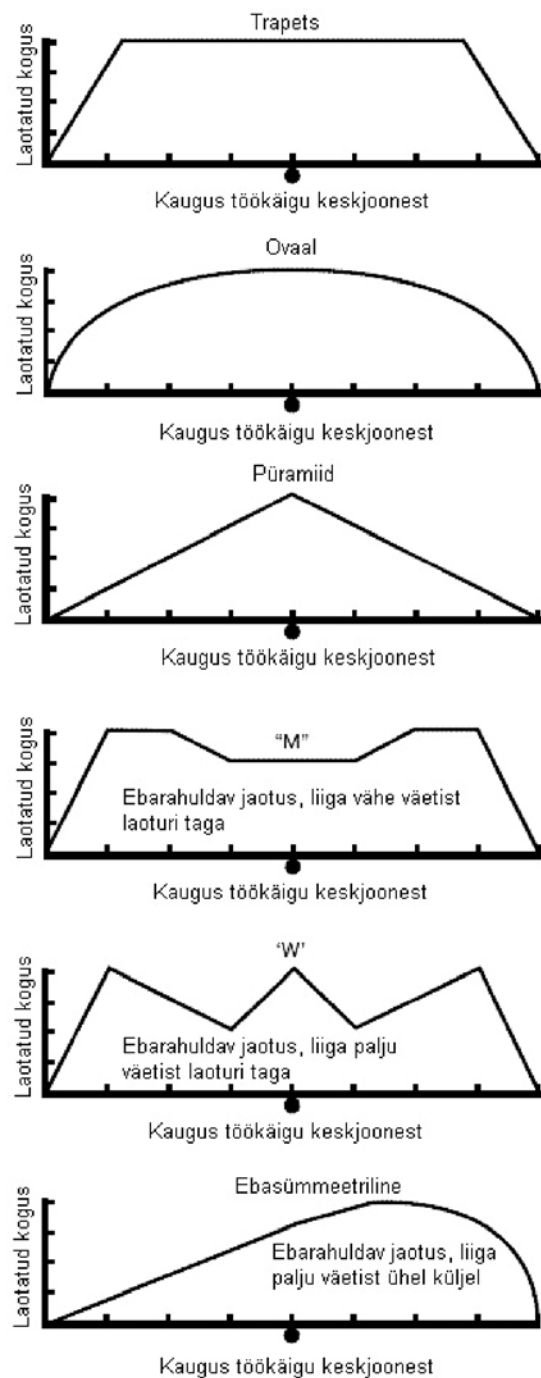 Trapets
Laotatud kogus
Kaugus töökäigu keskjoonest
Ovaal
Laotatud kogus
Kaugus töökäigu keskjoonest
Püramiid
Laotatud kogus
Kaugus töökäigu keskjoonest
“M”
Laotatud kogus
Ebarahuldav jaotus, liiga vähe väetist
laoturi taga
Kaugus töökäigu keskjoonest
‘W’
Laotatud kogus
Ebarahuldav jaotus, liiga palju
väetist laoturi taga
Kaugus töökäigu keskjoonest
Ebasümmeetriline
Laotatud kogus
Ebarahuldav jaotus, liiga
palju väetist ühel küljel
Kaugus töökäigu keskjoonest